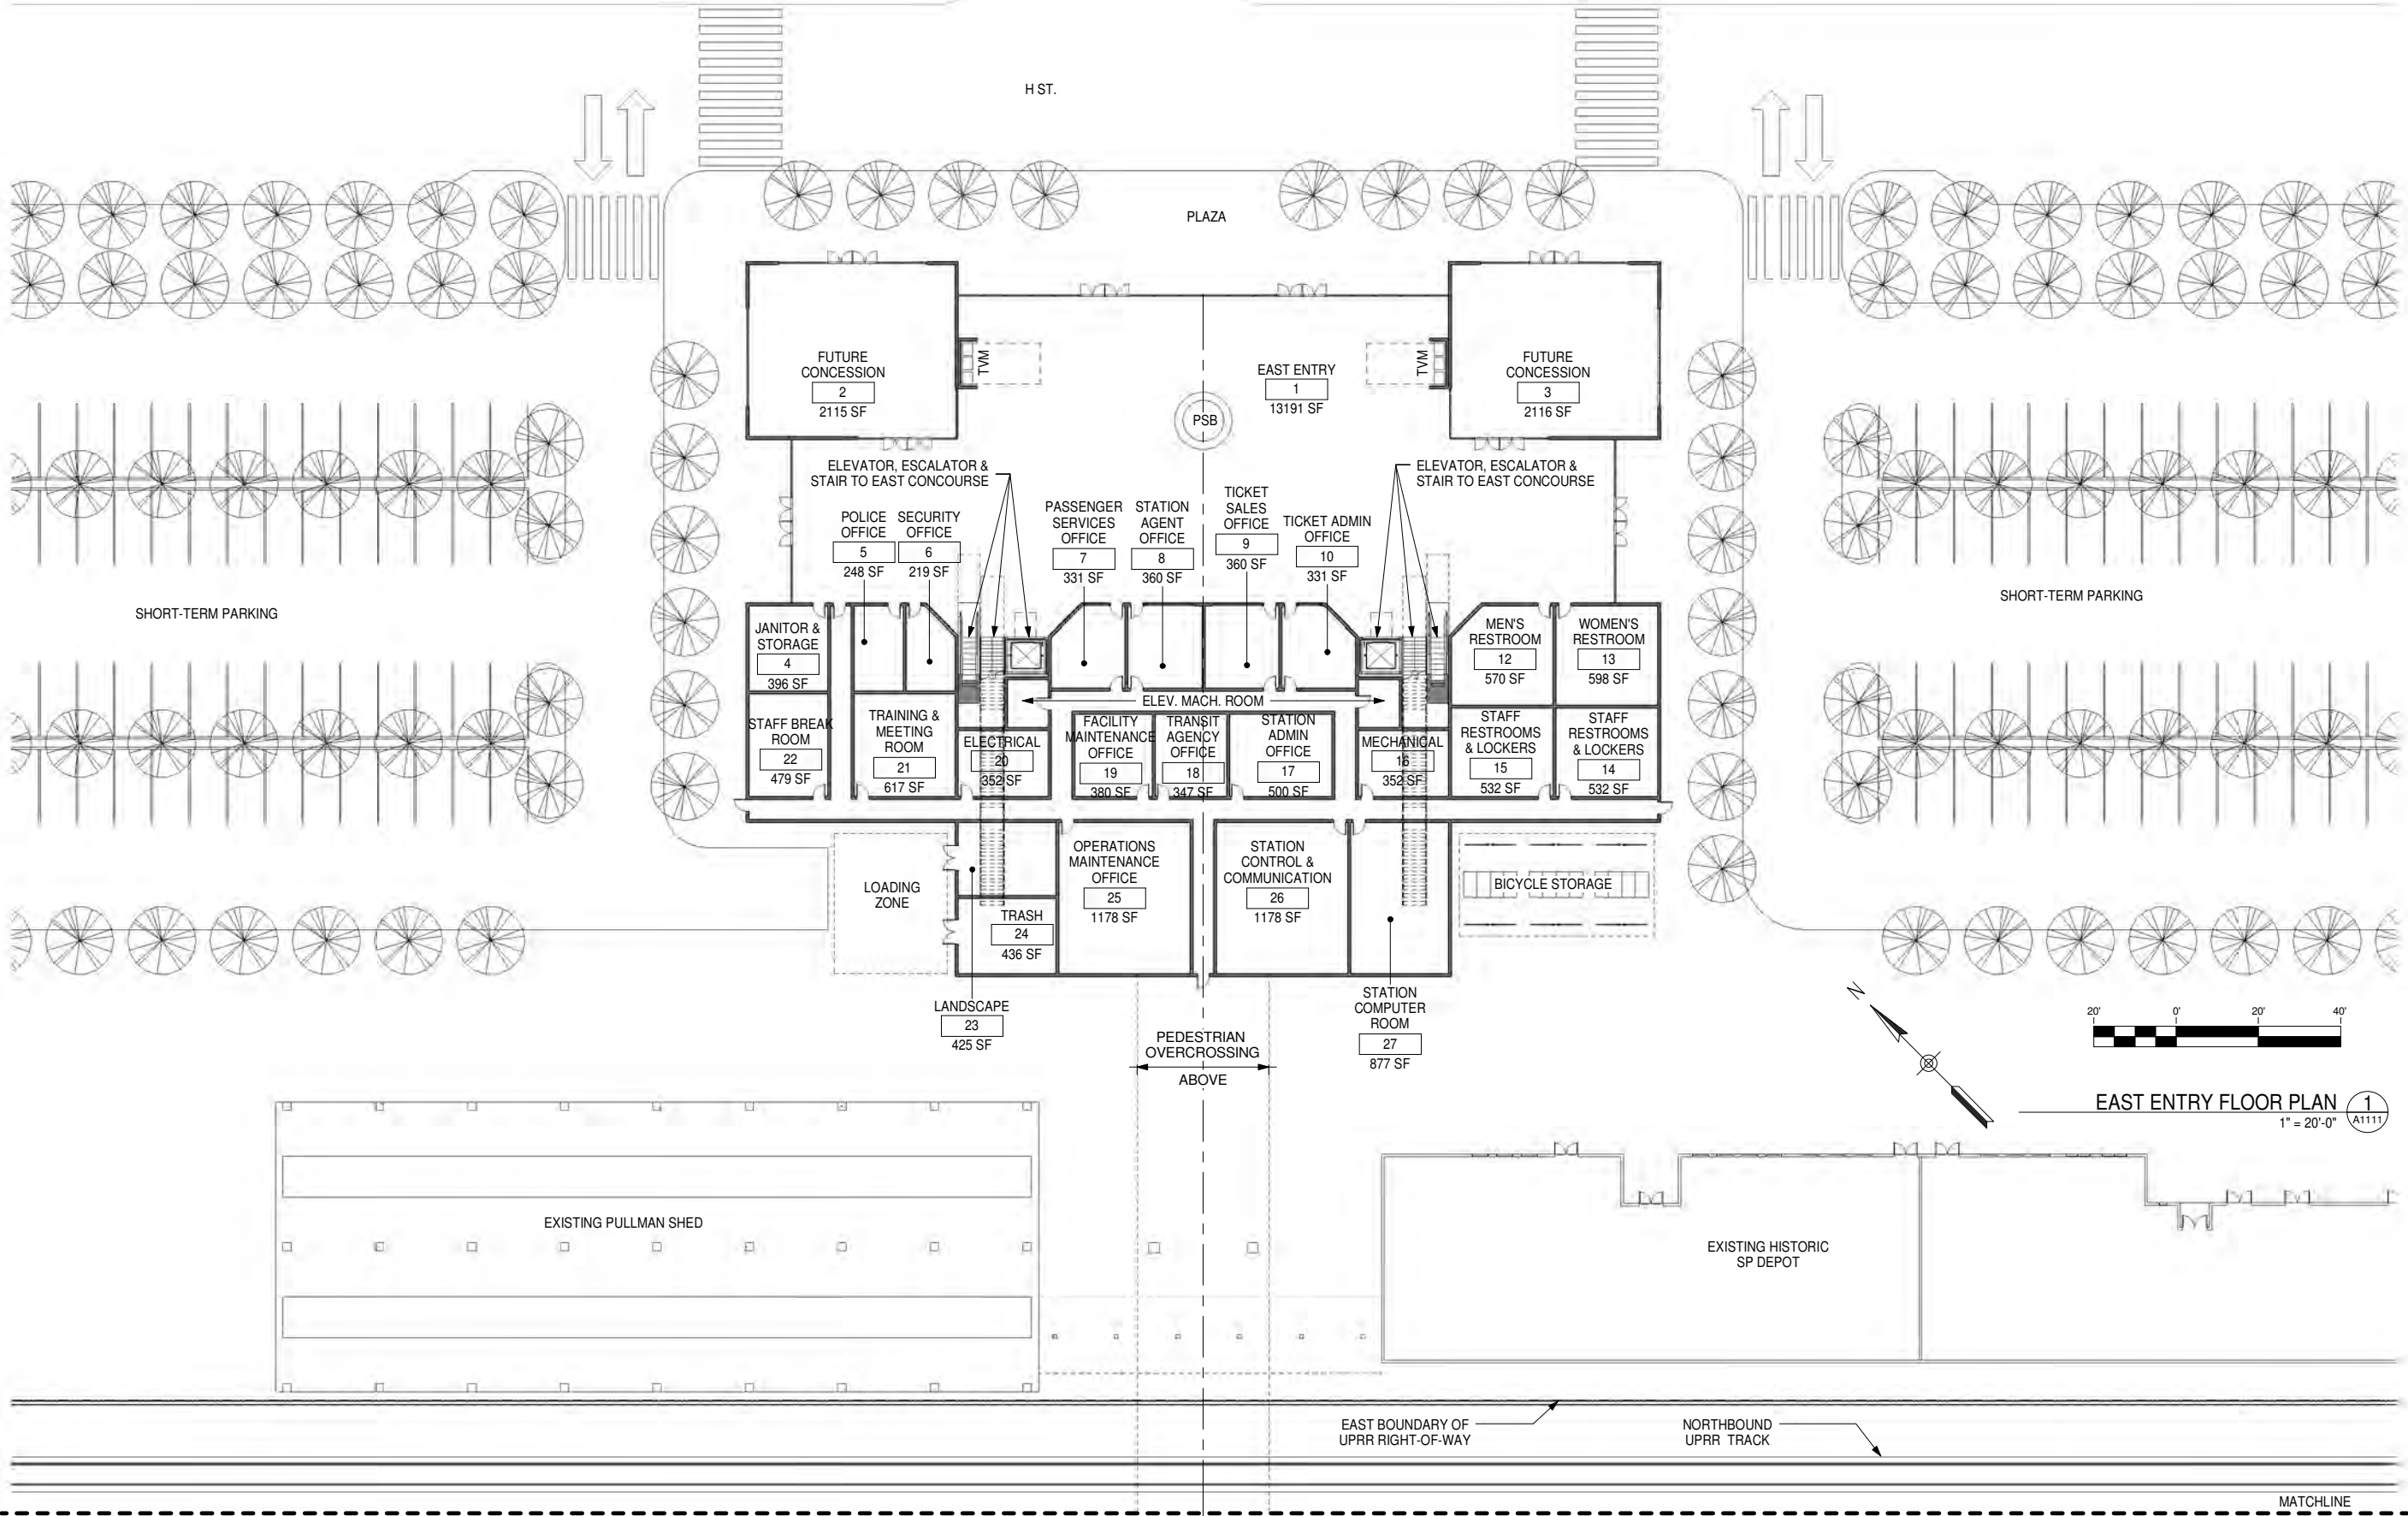 H ST.
PLAZA
FUTURE
CONCESSION
2
2115 SF
TVM
EAST ENTRY
1
13191 SF
TVM
FUTURE
CONCESSION
3
2116 SF
PSB
ELEVATOR, ESCALATOR &
STAIR TO EAST CONCOURSE
ELEVATOR, ESCALATOR &
STAIR TO EAST CONCOURSE
POLICE
OFFICE
5
248 SF
SECURITY
OFFICE
6
219 SF
PASSENGER
SERVICES
OFFICE
7
331 SF
STATION
AGENT
OFFICE
8
360 SF
TICKET
SALES
OFFICE
9
360 SF
TICKET ADMIN
OFFICE
10
331 SF
SHORT-TERM PARKING
SHORT-TERM PARKING
JANITOR &
STORAGE
4
396 SF
MEN'S
RESTROOM
12
570 SF
WOMEN'S
RESTROOM
13
598 SF
ELEV. MACH. ROOM
STAFF BREAK
ROOM
22
479 SF
TRAINING &
MEETING
ROOM
21
617 SF
ELECTRICAL
20
352 SF
FACILITY
MAINTENANCE
OFFICE
19
380 SF
TRANSIT
AGENCY
OFFICE
18
347 SF
STATION
ADMIN
OFFICE
17
500 SF
MECHANICAL
16
352 SF
STAFF
RESTROOMS
& LOCKERS
15
532 SF
STAFF
RESTROOMS
& LOCKERS
14
532 SF
LOADING
ZONE
OPERATIONS
MAINTENANCE
OFFICE
25
1178 SF
STATION
CONTROL &
COMMUNICATION
26
1178 SF
BICYCLE STORAGE
TRASH
24
436 SF
LANDSCAPE
23
425 SF
STATION
COMPUTER
ROOM
27
877 SF
PEDESTRIAN
OVERCROSSING
ABOVE
N
20' 0' 20' 40'
EAST ENTRY FLOOR PLAN
1" = 20'-0"
1
A1111
EXISTING PULLMAN SHED
EXISTING HISTORIC
SP DEPOT
EAST BOUNDARY OF
UPRR RIGHT-OF-WAY
NORTHBOUND
UPRR TRACK
MATCHLINE